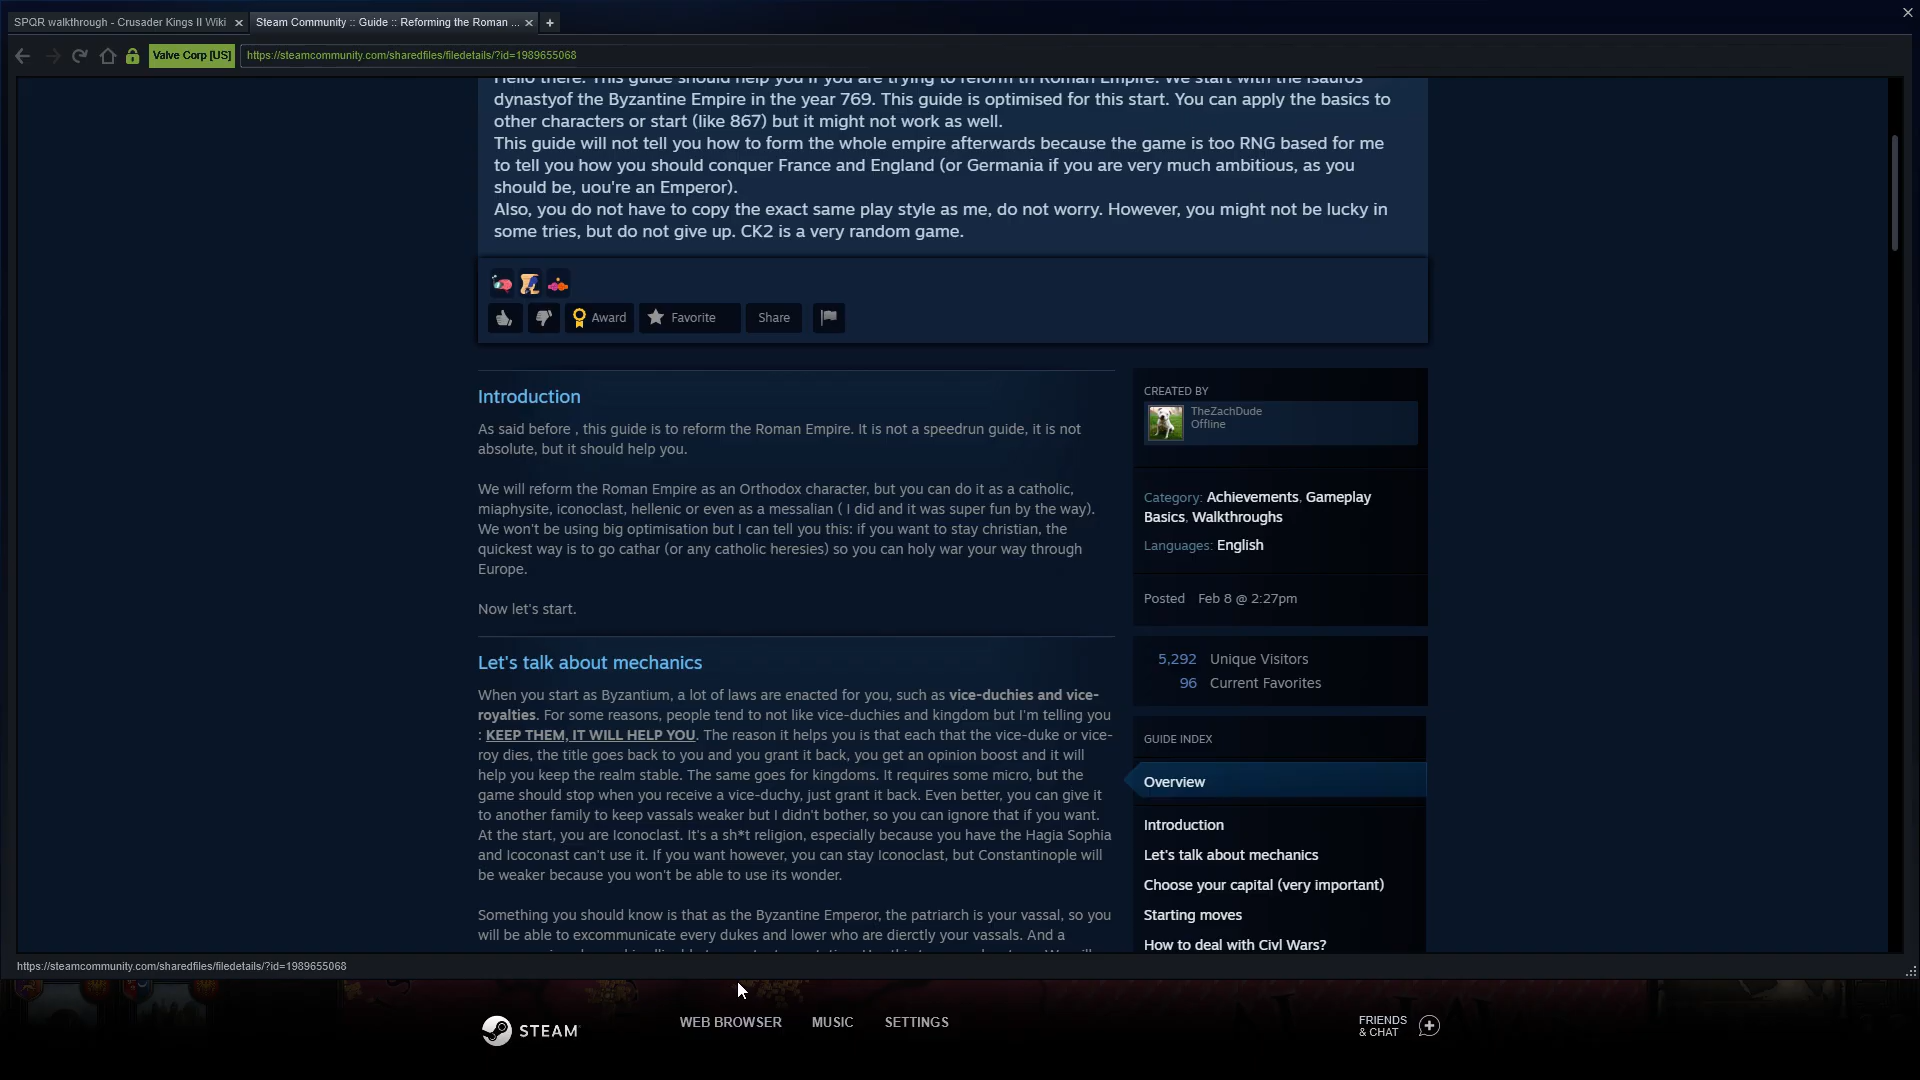 SPQR walkthrough - Crusader Kings II Wiki
Steam Community :: Guide :: Reforming the Roman ...
Valve Corp [US]
https://steamcommunity.com/sharedfiles/filedetails/?id=1989655068
Hello there. This guide should help you if you are trying to reform th Roman Empire. We start with the Isauros
dynastyof the Byzantine Empire in the year 769. This guide is optimised for this start. You can apply the basics to
other characters or start (like 867) but it might not work as well.
This guide will not tell you how to form the whole empire afterwards because the game is too RNG based for me
to tell you how you should conquer France and England (or Germania if you are very much ambitious, as you
should be, uou're an Emperor).
Also, you do not have to copy the exact same play style as me, do not worry. However, you might not be lucky in
some tries, but do not give up. CK2 is a very random game.
Award
Favorite
Share
Introduction
As said before , this guide is to reform the Roman Empire. It is not a speedrun guide, it is not
absolute, but it should help you.
We will reform the Roman Empire as an Orthodox character, but you can do it as a catholic,
miaphysite, iconoclast, hellenic or even as a messalian ( I did and it was super fun by the way).
We won't be using big optimisation but I can tell you this: if you want to stay christian, the
quickest way is to go cathar (or any catholic heresies) so you can holy war your way through
Europe.
Now let's start.
Let's talk about mechanics
When you start as Byzantium, a lot of laws are enacted for you, such as vice-duchies and vice-
royalties. For some reasons, people tend to not like vice-duchies and kingdom but I'm telling you
: KEEP THEM, IT WILL HELP YOU. The reason it helps you is that each that the vice-duke or vice-
roy dies, the title goes back to you and you grant it back, you get an opinion boost and it will
help you keep the realm stable. The same goes for kingdoms. It requires some micro, but the
game should stop when you receive a vice-duchy, just grant it back. Even better, you can give it
to another family to keep vassals weaker but I didn't bother, so you can ignore that if you want.
At the start, you are Iconoclast. It's a sh*t religion, especially because you have the Hagia Sophia
and Icoconast can't use it. If you want however, you can stay Iconoclast, but Constantinople will
be weaker because you won't be able to use its wonder.
Something you should know is that as the Byzantine Emperor, the patriarch is your vassal, so you
will be able to excommunicate every dukes and lower who are dierctly your vassals. And a
CREATED BY
TheZachDude
Offline
Category: Achievements, Gameplay
Basics, Walkthroughs
Languages: English
Posted Feb 8 @ 2:27pm
5,292 Unique Visitors
96 Current Favorites
GUIDE INDEX
Overview
Introduction
Let's talk about mechanics
Choose your capital (very important)
Starting moves
How to deal with Civl Wars?
https://steamcommunity.com/sharedfiles/filedetails/?id=1989655068
STEAM
WEB BROWSER
MUSIC
SETTINGS
FRIENDS
& CHAT